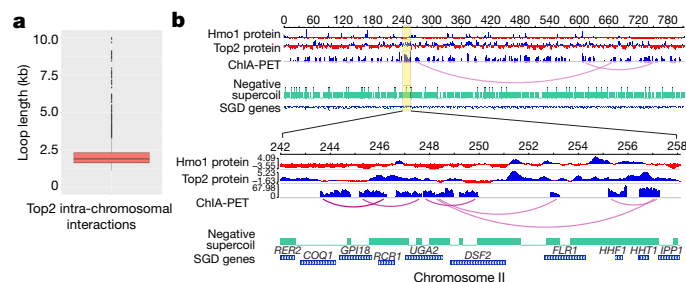 a
10.0
7.5
5.0
2.5
0
Loop length (kb)
Top2 intra-chromosomal
interactions
b
0 60 120 180 240 300 360 420 480 540 600 660 720 780
Hmo1 protein
Top2 protein
ChIA-PET
Negative
supercoil
SGD genes
242 244 246 248 250 252 254 256 258
Hmo1 protein
4.09
-3.55
Top2 protein
5.23
-1.63
67.98
0
ChIA-PET
Negative
supercoil
SGD genes
RER2 COQ1 GPI18 RCR1 UGA2 DSF2 FLR1 HHF1 HHT1 IPP1
Chromosome II